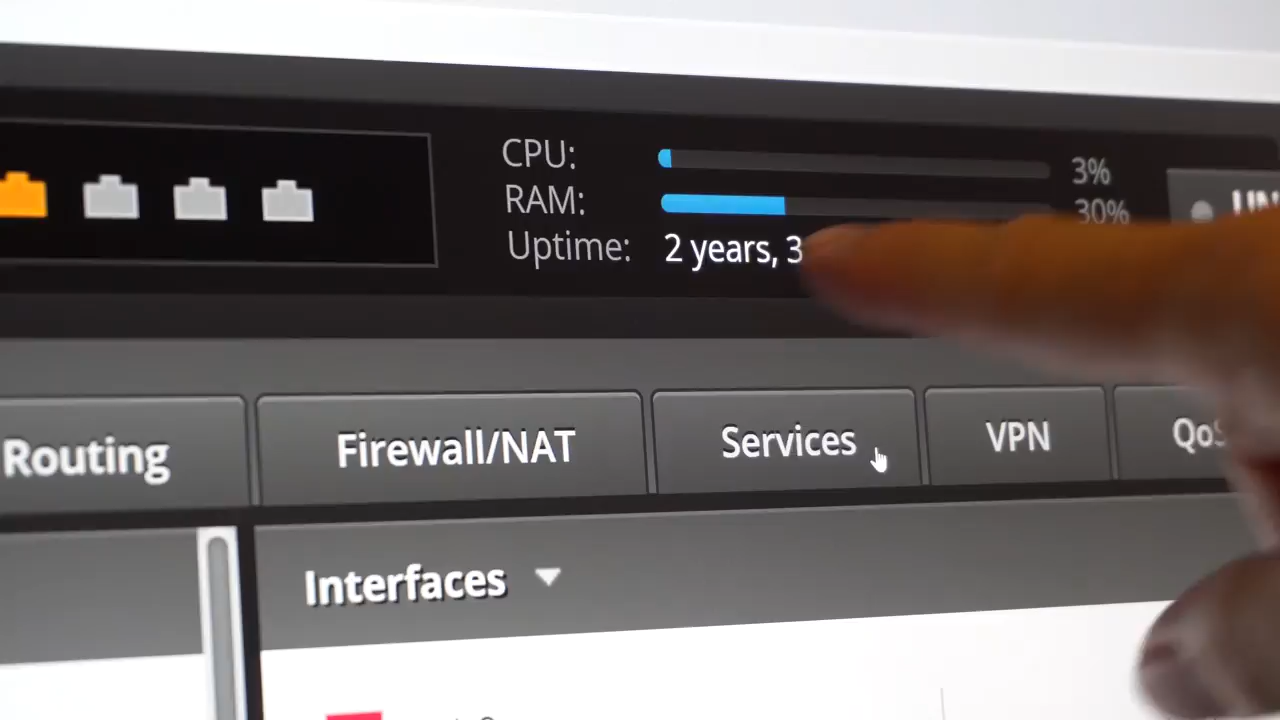 CPU: 3%
RAM: 30%
Uptime: 2 years, 3
Routing Firewall/NAT Services VPN
Interfaces